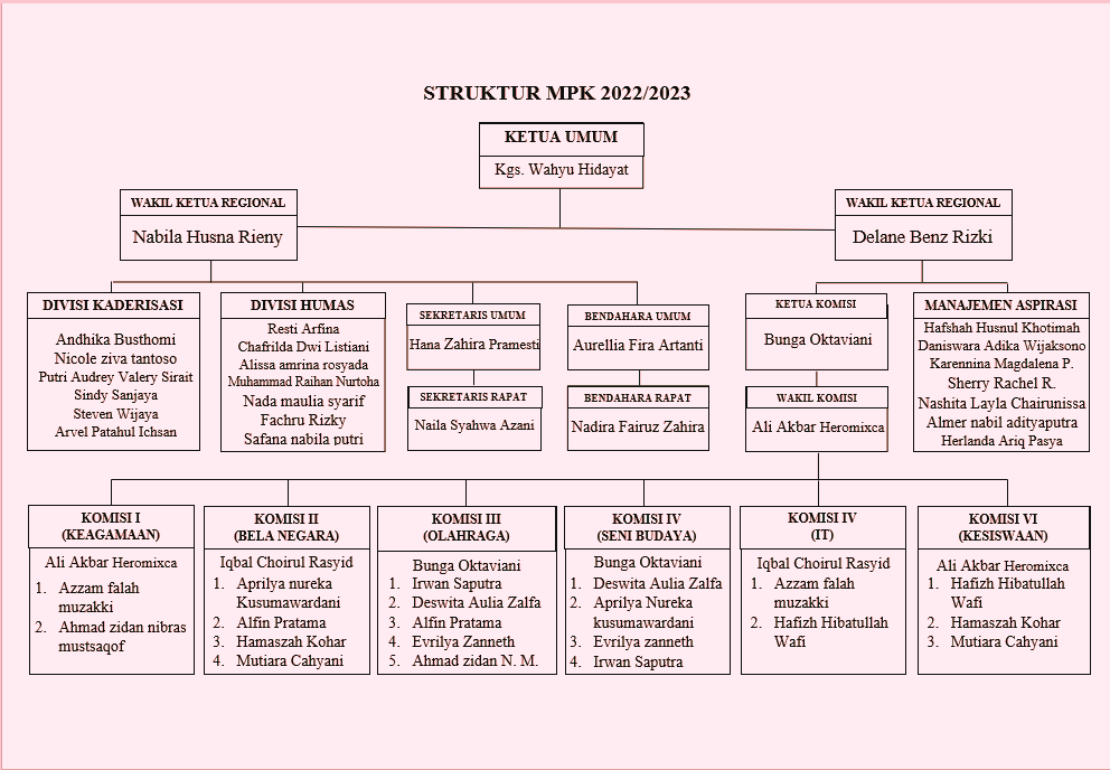 STRUKTUR MPK 2022/2023
KETUA UMUM
Kgs. Wahyu Hidayat
WAKIL KETUA REGIONAL
Nabila Husna Rieny
WAKIL KETUA REGIONAL
Delane Benz Rizki
DIVISI KADERISASI
Andhika Busthomi
Nicole ziva tantoso
Putri Audrey Valery Sirait
Sindy Sanjaya
Steven Wijaya
Arvel Patahul Ichsan
DIVISI HUMAS
Resti Arfina
Chafrilda Dwi Listiani
Alissa amrina rosyada
Muhammad Raihan Nurtoha
Nada maulia syarif
Fachru Rizky
Safana nabila putri
SEKRETARIS UMUM
Hana Zahira Pramesti
SEKRETARIS RAPAT
Naila Syahwa Azani
BENDAHARA UMUM
Aurellia Fira Artanti
BENDAHARA RAPAT
Nadira Fairuz Zahira
KETUA KOMISI
Bunga Oktaviani
WAKIL KOMISI
Ali Akbar Heromixca
MANAJEMEN ASPIRASI
Hafshah Husnul Khotimah
Daniswara Adika Wijaksono
Karennina Magdalena P.
Sherry Rachel R.
Nashita Layla Chairunissa
Almer nabil adityaputra
Herlanda Ariq Pasya
KOMISI I
(KEAGAMAAN)
Ali Akbar Heromixca
1. Azzam falah
muzakki
2. Ahmad zidan nibras
mustsaqof
KOMISI II
(BELA NEGARA)
Iqbal Choirul Rasyid
1. Aprilya nureka
Kusumawardani
2. Alfin Pratama
3. Hamaszah Kohar
4. Mutiara Cahyani
KOMISI III
(OLAHRAGA)
Bunga Oktaviani
1. Irwan Saputra
2. Deswita Aulia Zalfa
3. Alfin Pratama
4. Evrilya Zanneth
5. Ahmad zidan N. M.
KOMISI IV
(SENI BUDAYA)
Bunga Oktaviani
1. Deswita Aulia Zalfa
2. Aprilya Nureka
kusumawardani
3. Evrilya zanneth
4. Irwan Saputra
KOMISI IV
(IT)
Iqbal Choirul Rasyid
1. Azzam falah
muzakki
2. Hafizh Hibatullah
Wafi
KOMISI VI
(KESISWAAN)
Ali Akbar Heromixca
1. Hafizh Hibatullah
Wafi
2. Hamaszah Kohar
3. Mutiara Cahyani